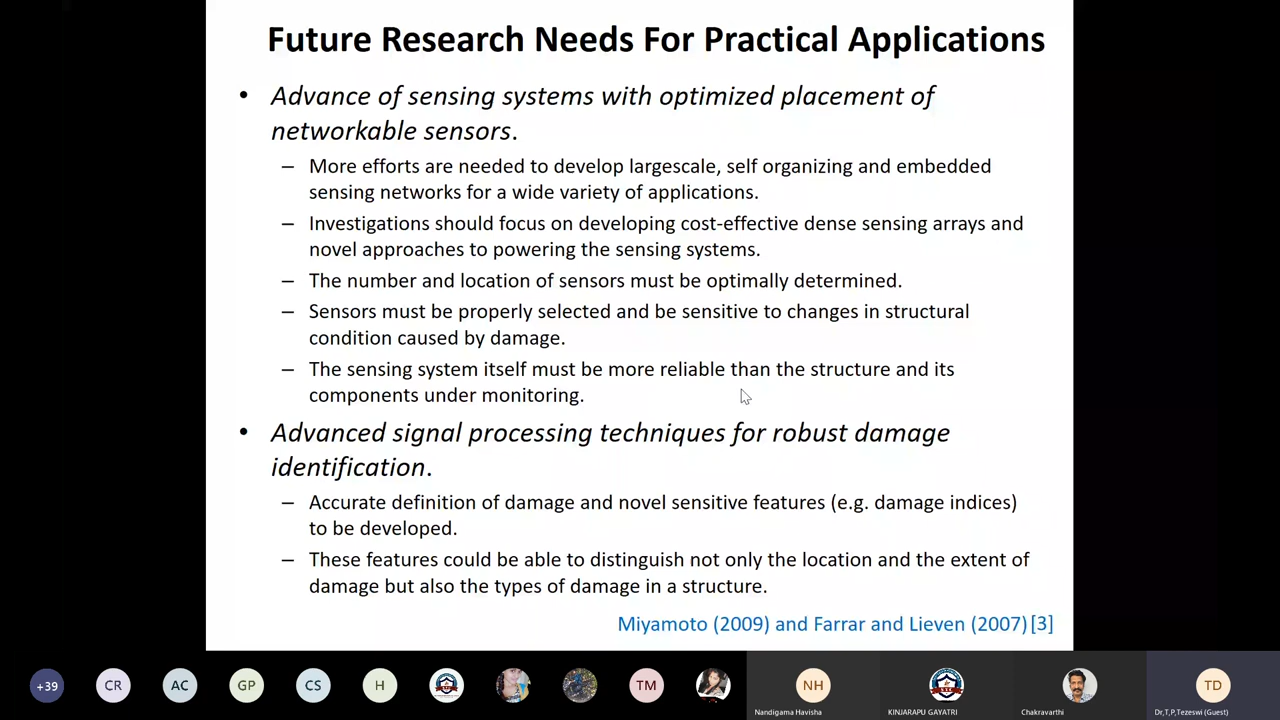 Future Research Needs For Practical Applications
• Advance of sensing systems with optimized placement of
networkable sensors.
– More efforts are needed to develop largescale, self organizing and embedded
sensing networks for a wide variety of applications.
– Investigations should focus on developing cost-effective dense sensing arrays and
novel approaches to powering the sensing systems.
– The number and location of sensors must be optimally determined.
– Sensors must be properly selected and be sensitive to changes in structural
condition caused by damage.
– The sensing system itself must be more reliable than the structure and its
components under monitoring.
• Advanced signal processing techniques for robust damage
identification.
– Accurate definition of damage and novel sensitive features (e.g. damage indices)
to be developed.
– These features could be able to distinguish not only the location and the extent of
damage but also the types of damage in a structure.
Miyamoto (2009) and Farrar and Lieven (2007)[3]
+39 CR AC GP CS H TM NH TD
Nandigama Havisha KINJARAPU GAYATRI Chakravarthi Dr,T,P,Tezeswi (Guest)